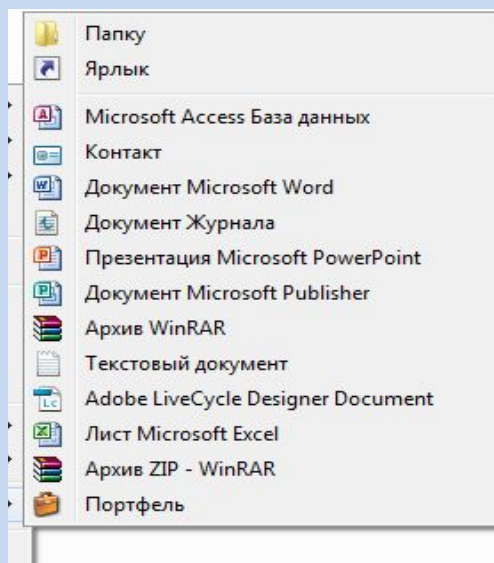 Папку
Ярлык
Microsoft Access База данных
Контакт
Документ Microsoft Word
Документ Журнала
Презентация Microsoft PowerPoint
Документ Microsoft Publisher
Архив WinRAR
Текстовый документ
Adobe LiveCycle Designer Document
Лист Microsoft Excel
Архив ZIP - WinRAR
Портфель